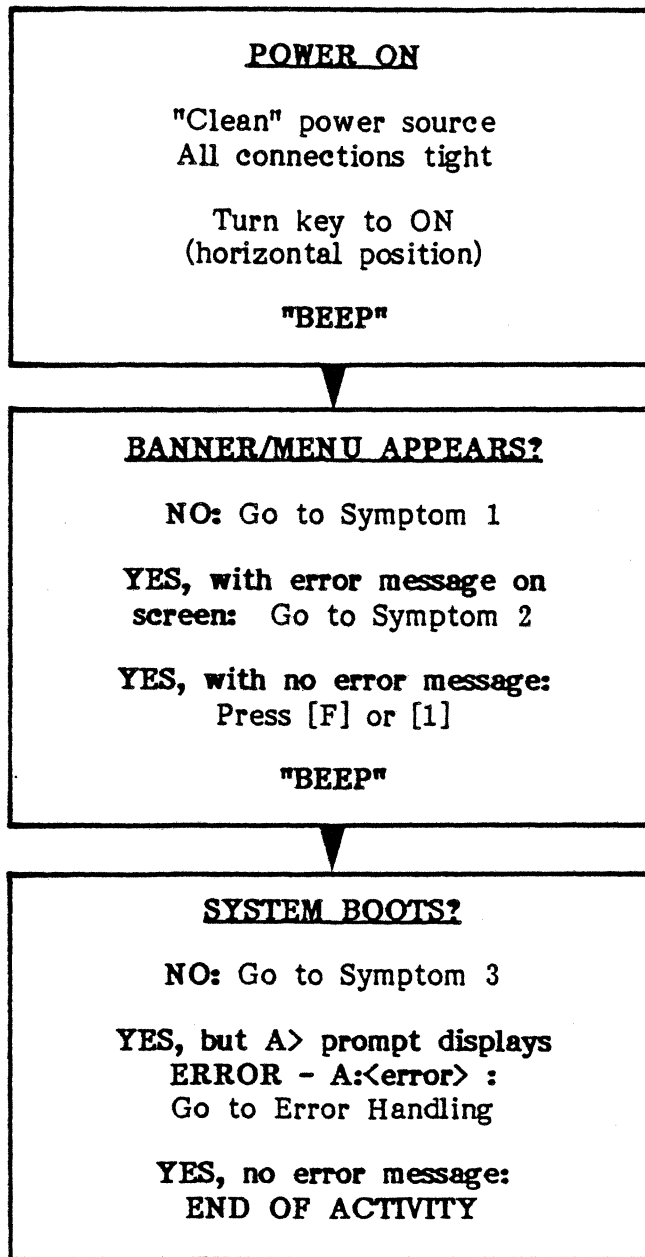 POWER ON
"Clean" power source
All connections tight
Turn key to ON
(horizontal position)
"BEEP"
BANNER/MENU APPEARS?
NO: Go to Symptom 1
YES, with error message on
screen: Go to Symptom 2
YES, with no error message:
Press [F] or [1]
"BEEP"
SYSTEM BOOTS?
NO: Go to Symptom 3
YES, but A> prompt displays
ERROR - A:<error> :
Go to Error Handling
YES, no error message:
END OF ACTIVITY